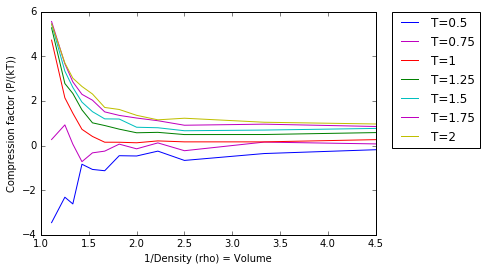 6
4
2
0
−2
−4
1.0 1.5 2.0 2.5 3.0 3.5 4.0 4.5
Compression factor (P/(kT))
1/Density (rho) = Volume
T=0.5
T=0.75
T=1
T=1.25
T=1.5
T=1.75
T=2